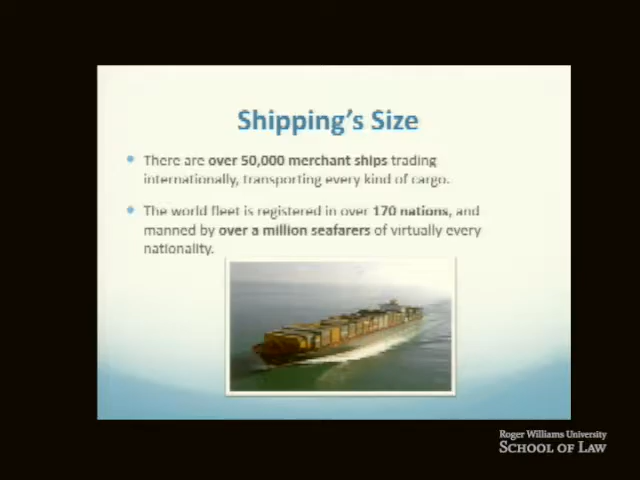 Shipping's Size
There are over 50,000 merchant ships trading
internationally, transporting every kind of cargo.
The world fleet is registered in over 170 nations, and
manned by over a million seafarers of virtually every
nationality.
Roger Williams University
SCHOOL OF LAW